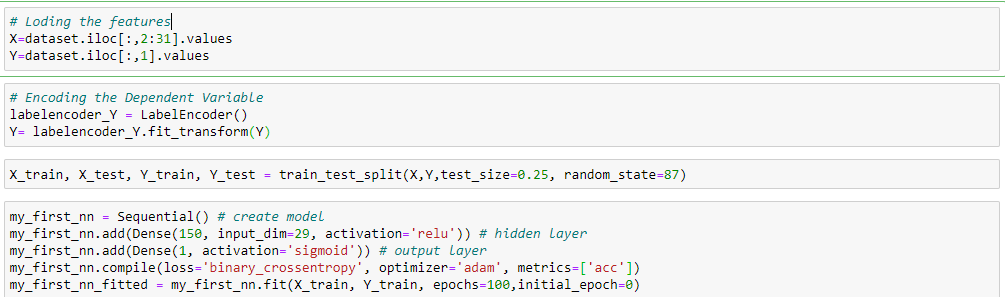 # Loding the features
X=dataset.iloc[:,2:31].values
Y=dataset.iloc[:,1].values
# Encoding the Dependent Variable
labelencoder_Y = LabelEncoder()
Y= labelencoder_Y.fit_transform(Y)
X_train, X_test, Y_train, Y_test = train_test_split(X,Y,test_size=0.25, random_state=87)
my_first_nn = Sequential() # create model
my_first_nn.add(Dense(150, input_dim=29, activation='relu')) # hidden layer
my_first_nn.add(Dense(1, activation='sigmoid')) # output layer
my_first_nn.compile(loss='binary_crossentropy', optimizer='adam', metrics=['acc'])
my_first_nn_fitted = my_first_nn.fit(X_train, Y_train, epochs=100,initial_epoch=0)